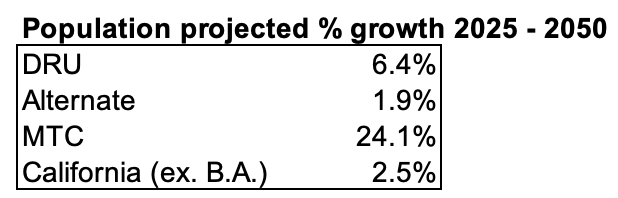 Population projected % growth 2025 - 2050
DRU 6.4%
Alternate 1.9%
MTC 24.1%
California (ex. B.A.) 2.5%